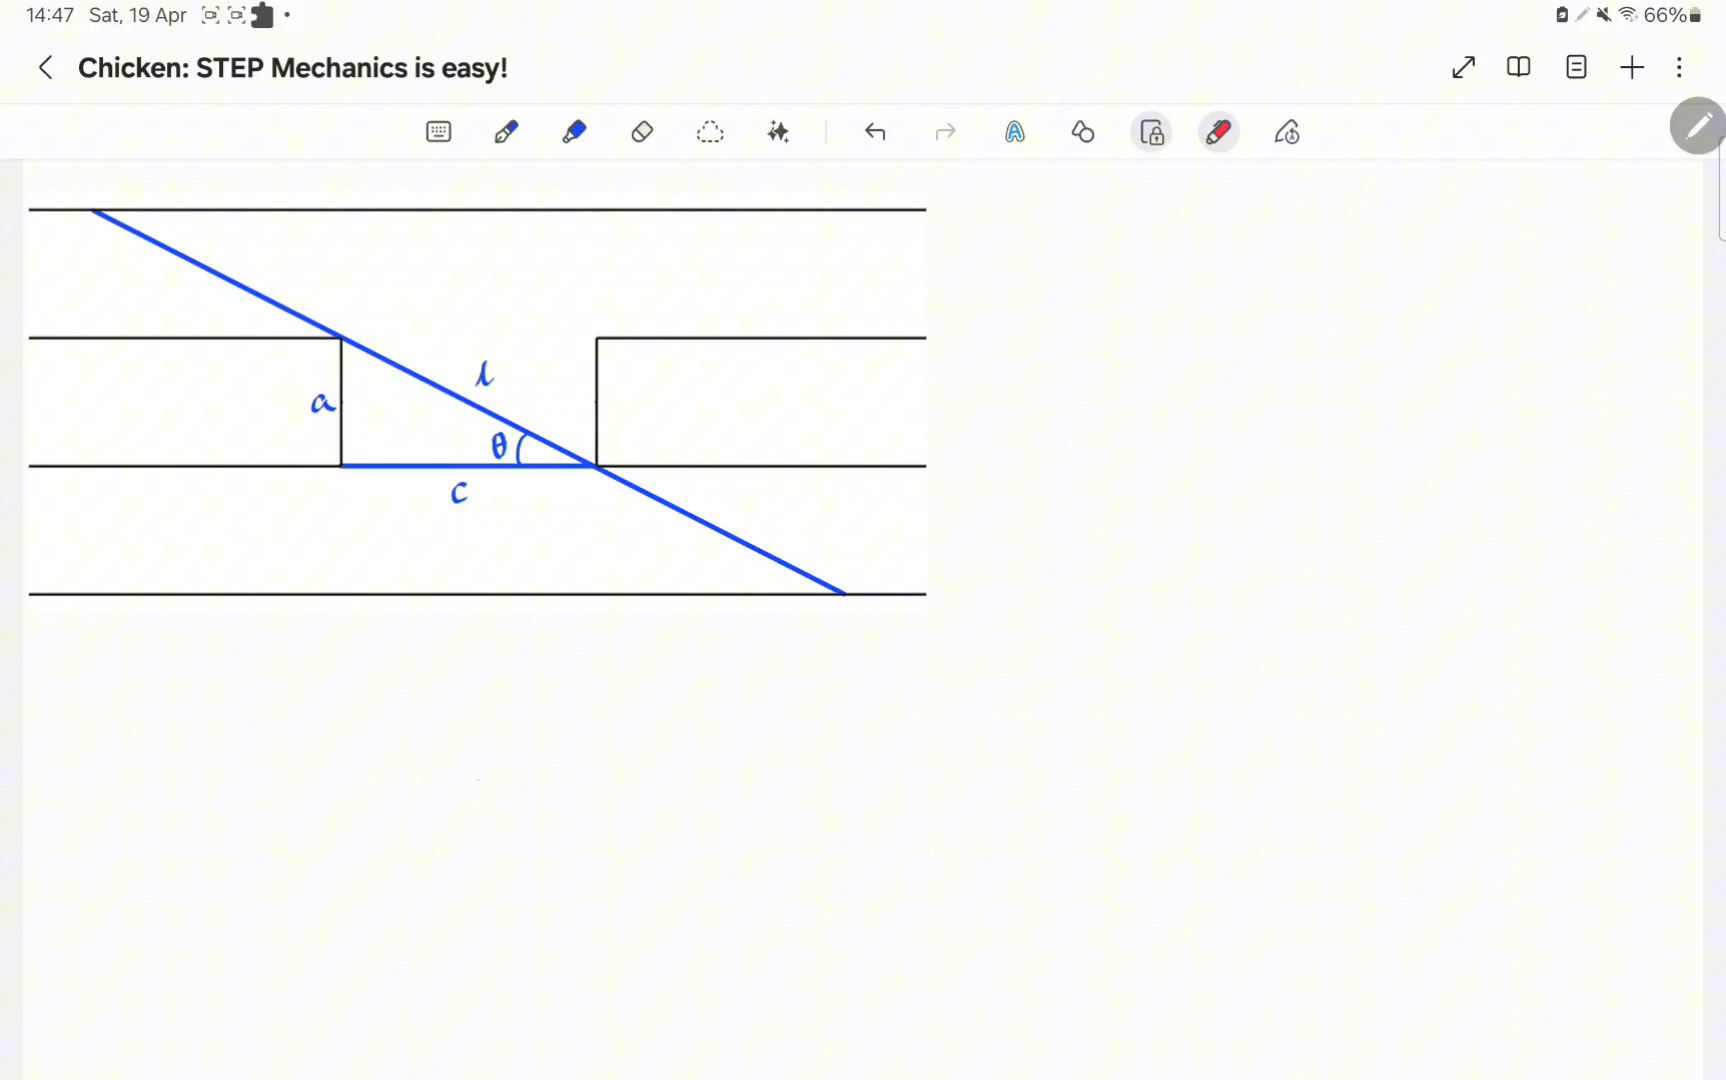 14:47 Sat, 19 Apr
66%
Chicken: STEP Mechanics is easy!
l
a
θ
c